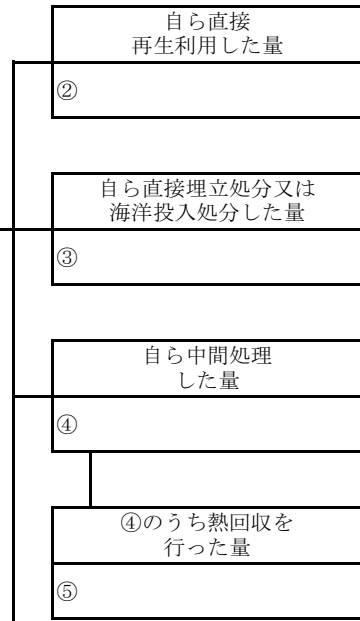 自ら直接
再生利用した量
②
自ら直接埋立処分又は
海洋投入処分した量
③
自ら中間処理
した量
④
④のうち熱回収を
行った量
⑤